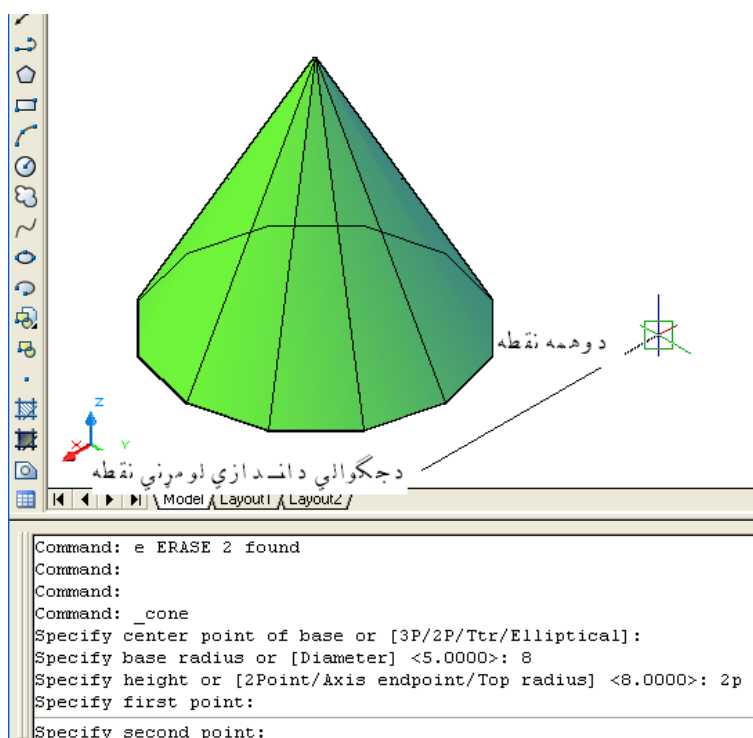 دوهمه نقطه
Z
X
Y
دجګوالي داندازي لومړني نقطه
Model Layout1 Layout2
Command: e ERASE 2 found
Command:
Command:
Command: _cone
Specify center point of base or [3P/2P/Ttr/Elliptical]:
Specify base radius or [Diameter] <5.0000>: 8
Specify height or [2Point/Axis endpoint/Top radius] <8.0000>: 2p
Specify first point:
Specify second point: